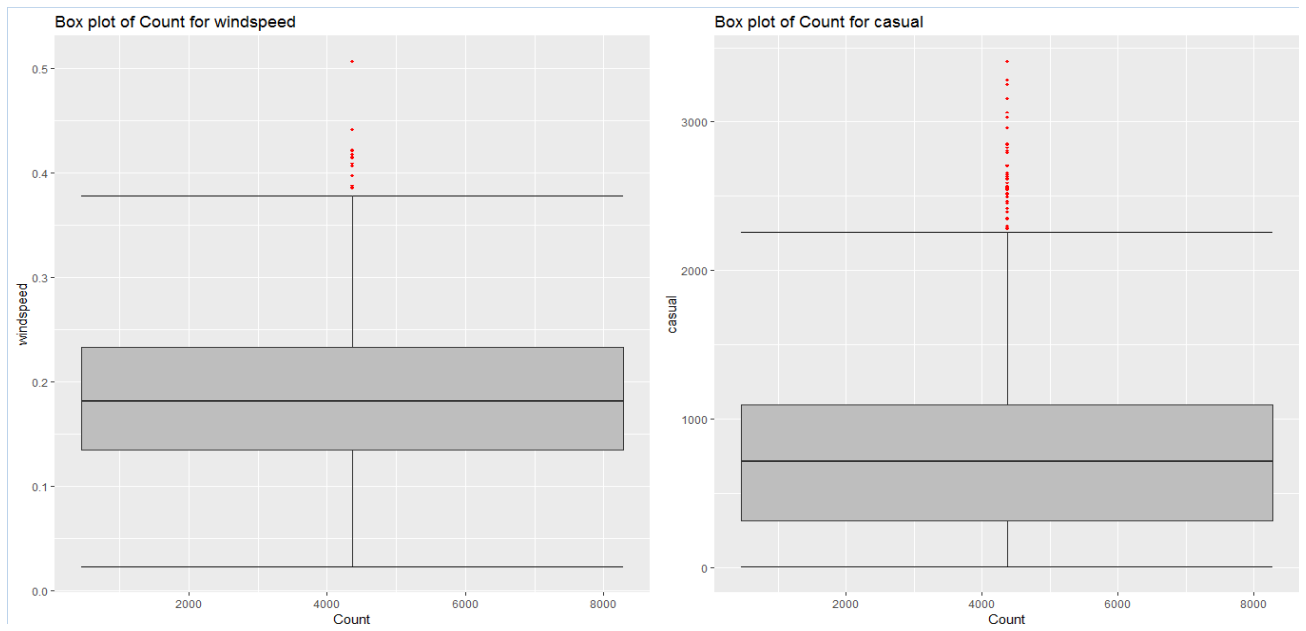 Box plot of Count for windspeed
0.5
0.4
0.3
0.2
0.1
0.0
windspeed
2000 4000 6000 8000
Count
Box plot of Count for casual
3000
2000
1000
0
casual
2000 4000 6000 8000
Count